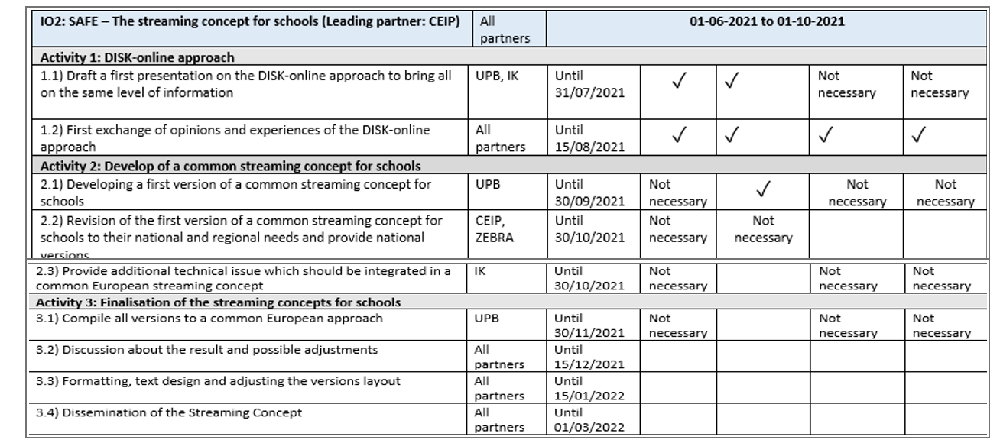 IO2: SAFE – The streaming concept for schools (Leading partner: CEIP) All partners 01-06-2021 to 01-10-2021
Activity 1: DISK-online approach
1.1) Draft a first presentation on the DISK-online approach to bring all UPB, IK Until ✓ ✓ Not Not
on the same level of information 31/07/2021 necessary necessary
1.2) First exchange of opinions and experiences of the DISK-online All Until ✓ ✓ ✓ ✓
approach partners 15/08/2021
Activity 2: Develop of a common streaming concept for schools
2.1) Developing a first version of a common streaming concept for UPB Until Not ✓ Not Not
schools 30/09/2021 necessary necessary necessary
2.2) Revision of the first version of a common streaming concept for CEIP, Until Not Not
schools to their national and regional needs and provide national ZEBRA 30/10/2021 necessary necessary
versions
2.3) Provide additional technical issue which should be integrated in a IK Until Not Not Not
common European streaming concept 30/10/2021 necessary necessary necessary
Activity 3: Finalisation of the streaming concepts for schools
3.1) Compile all versions to a common European approach UPB Until Not Not Not
30/11/2021 necessary necessary necessary
3.2) Discussion about the result and possible adjustments All Until
partners 15/12/2021
3.3) Formatting, text design and adjusting the versions layout All Until
partners 15/01/2022
3.4) Dissemination of the Streaming Concept All Until
partners 01/03/2022